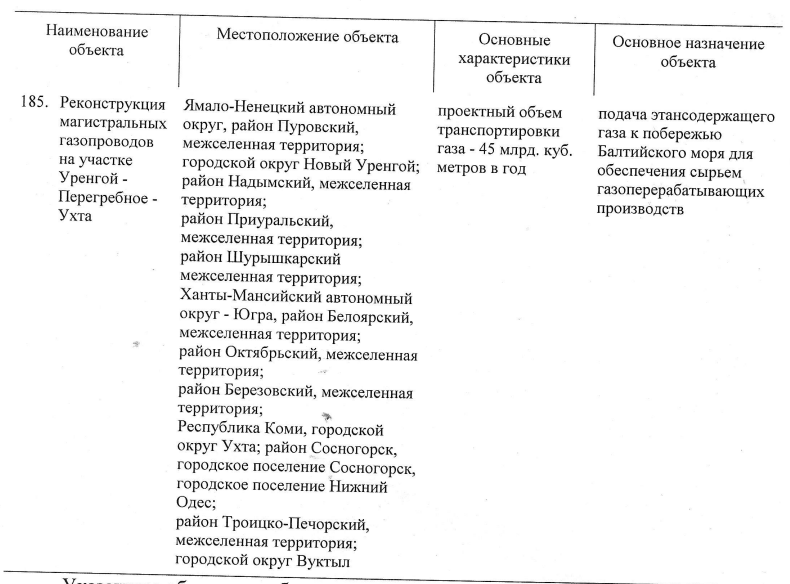 Наименование объекта
Местоположение объекта
Основные характеристики объекта
Основное назначение объекта
185. Реконструкция
магистральных
газопроводов
на участке
Уренгой -
Перегребное -
Ухта
Ямало-Ненецкий автономный
округ, район Пуровский,
межселенная территория;
городской округ Новый Уренгой;
район Надымский, межселенная
территория;
район Приуральский,
межселенная территория;
район Шурышкарский
межселенная территория;
Ханты-Мансийский автономный
округ - Югра, район Белоярский,
межселенная территория;
район Октябрьский, межселенная
территория;
район Березовский, межселенная
территория;
Республика Коми, городской
округ Ухта; район Сосногорск,
городское поселение Сосногорск,
городское поселение Нижний
Одес;
район Троицко-Печорский,
межселенная территория;
городской округ Вуктыл
проектный объем
транспортировки
газа - 45 млрд. куб.
метров в год
подача этансодержащего
газа к побережью
Балтийского моря для
обеспечения сырьем
газоперерабатывающих
производств